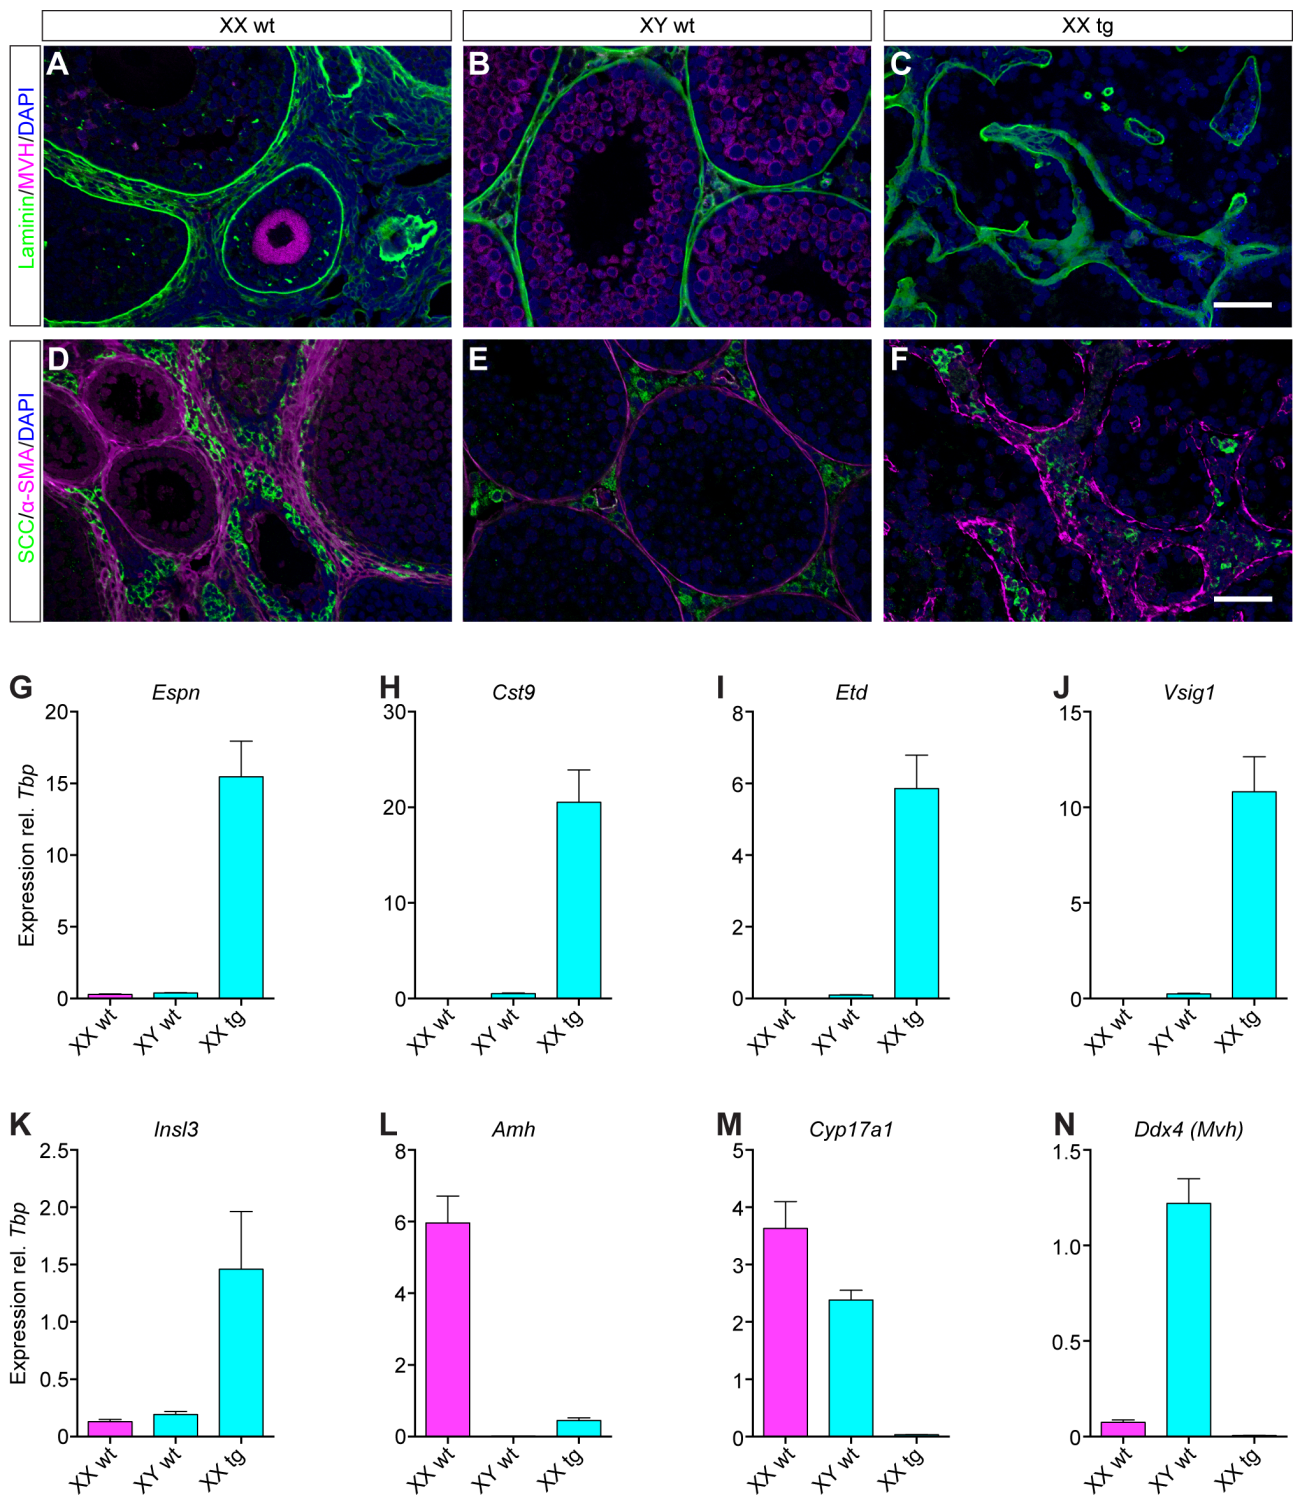 XX wt XY wt XX tg
Laminin/MVH/DAPI
A B C
SCC/α-SMA/DAPI
D E F
G Espn H Cst9 I Etd J Vsig1
Expression rel. Tbp
20
15
10
5
0
XX wt XY wt XX tg
30
20
10
0
XX wt XY wt XX tg
8
6
4
2
0
XX wt XY wt XX tg
15
10
5
0
XX wt XY wt XX tg
K Insl3 L Amh M Cyp17a1 N Ddx4 (Mvh)
Expression rel. Tbp
2.5
2.0
1.5
1.0
0.5
0
XX wt XY wt XX tg
8
6
4
2
0
XX wt XY wt XX tg
5
4
3
2
1
0
XX wt XY wt XX tg
1.5
1.0
0.5
0
XX wt XY wt XX tg